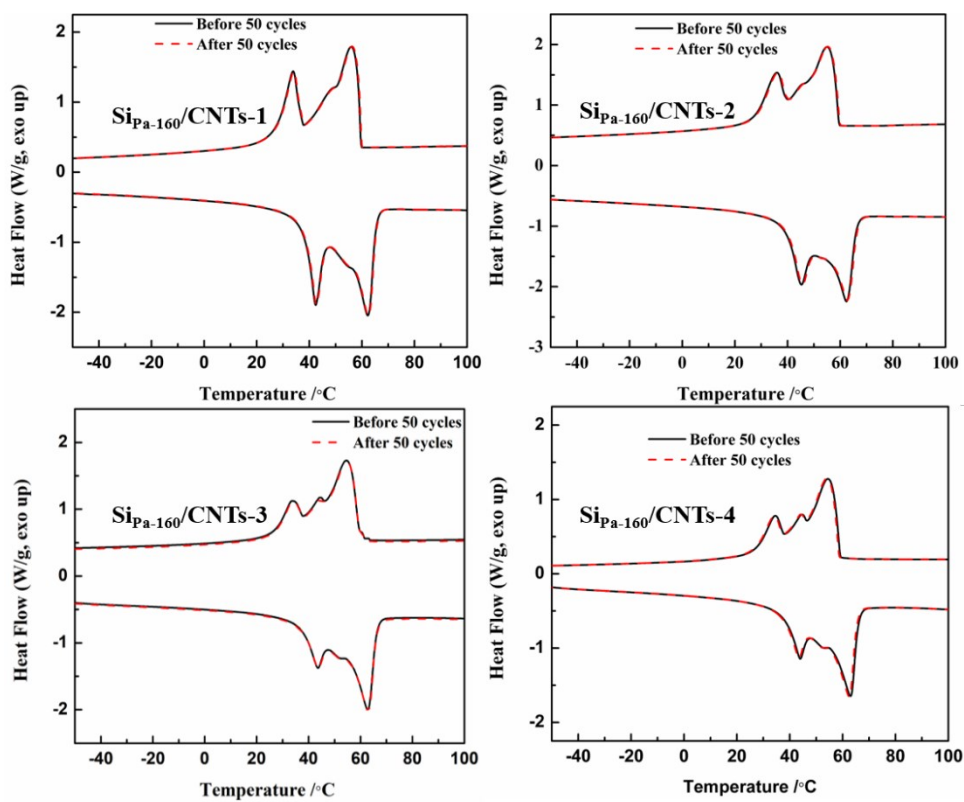 Before 50 cycles
After 50 cycles
SiPa-160/CNTs-1
Heat Flow (W/g, exo up)
2
1
0
-1
-2
-40 -20 0 20 40 60 80 100
Temperature /°C
Before 50 cycles
After 50 cycles
SiPa-160/CNTs-2
Heat Flow (W/g, exo up)
2
1
0
-1
-2
-3
-40 -20 0 20 40 60 80 100
Temperature /°C
Before 50 cycles
After 50 cycles
SiPa-160/CNTs-3
Heat Flow (W/g, exo up)
2
1
0
-1
-2
-40 -20 0 20 40 60 80 100
Temperature /°C
Before 50 cycles
After 50 cycles
SiPa-160/CNTs-4
Heat Flow (W/g, exo up)
2
1
0
-1
-2
-40 -20 0 20 40 60 80 100
Temperature /°C